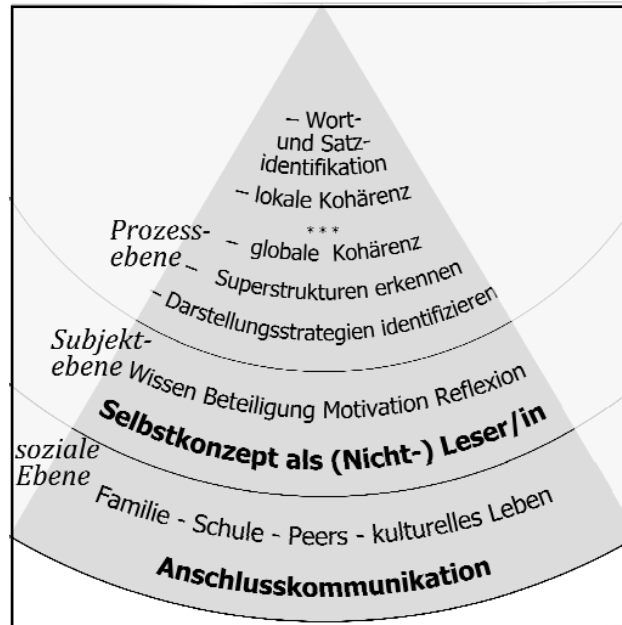 – Wort-
und Satz-
identifikation
– lokale Kohärenz
* * *
Prozess-
ebene
– globale Kohärenz
– Superstrukturen erkennen
– Darstellungsstrategien identifizieren
Subjekt-
ebene
Wissen Beteiligung Motivation Reflexion
Selbstkonzept als (Nicht-) Leser/in
soziale
Ebene
Familie - Schule - Peers - kulturelles Leben
Anschlusskommunikation